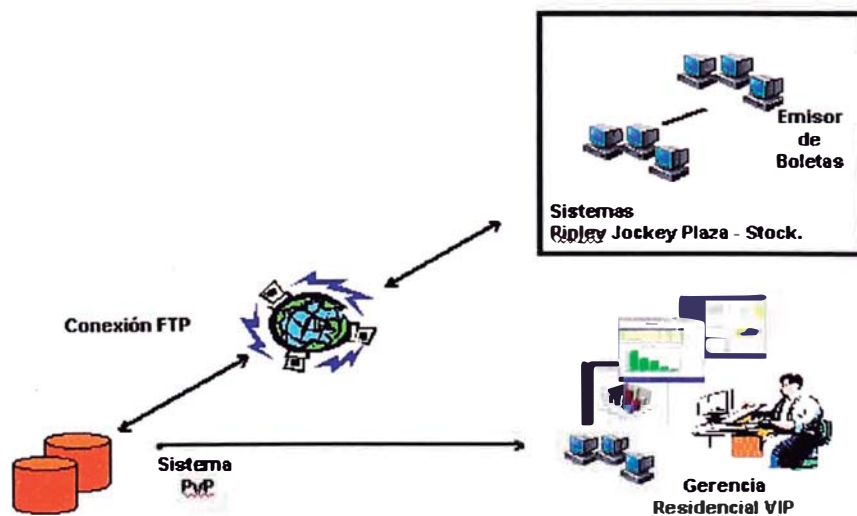 Emisor
de
Boletas
Sistemas
Ripley Jockey Plaza - Stock.
Conexión FTP
Sistema
PvP
Gerencia
Residencial VIP